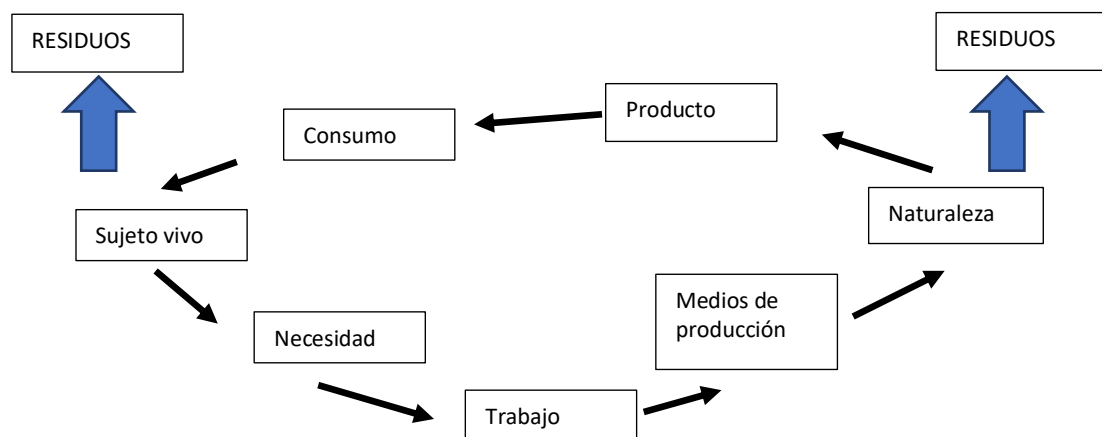 RESIDUOS
RESIDUOS
Producto
Consumo
Naturaleza
Sujeto vivo
Medios de
producción
Necesidad
Trabajo